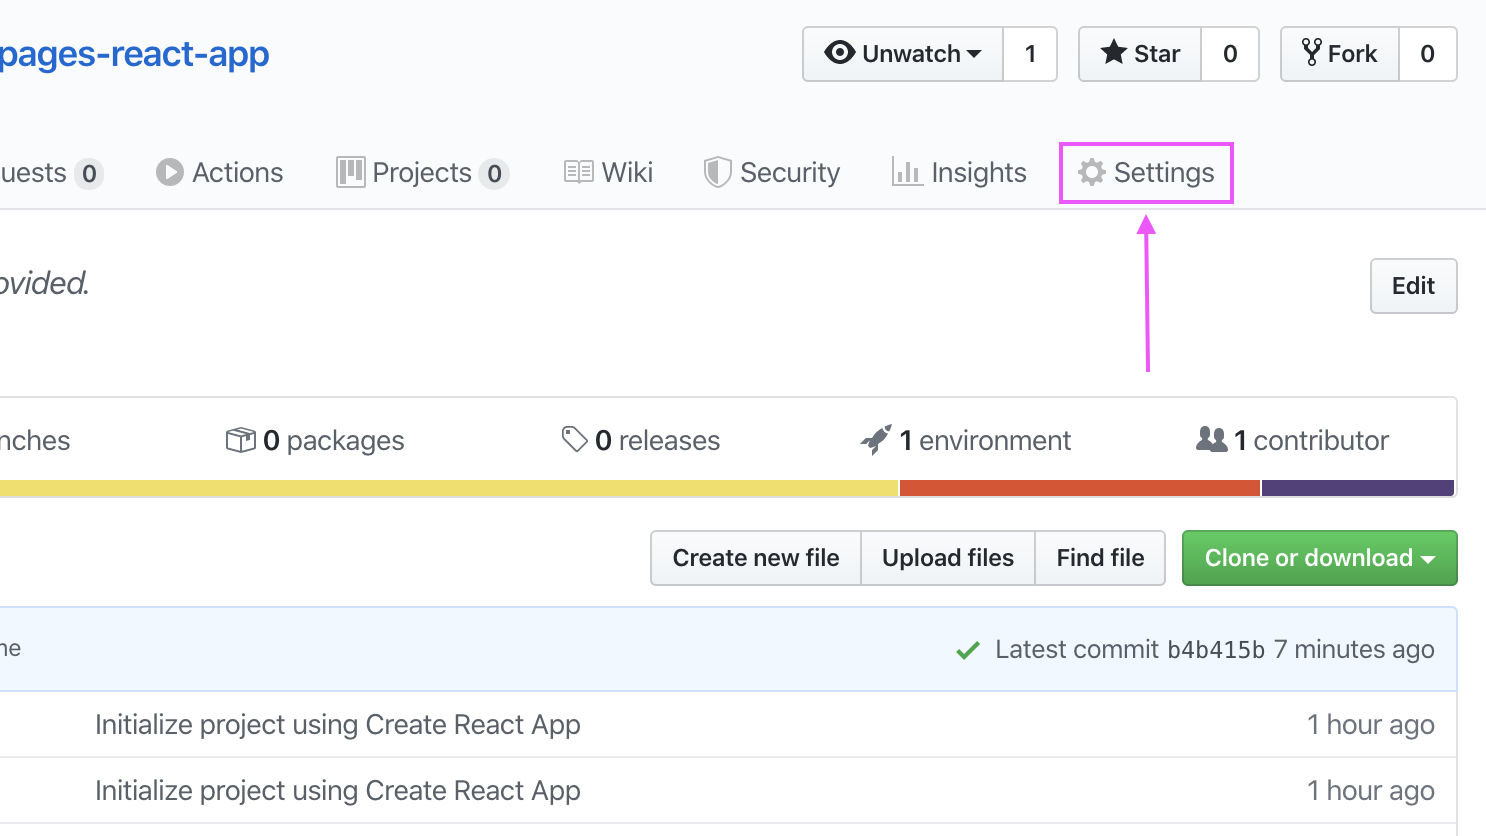 pages-react-app
Unwatch 1 Star 0 Fork 0
uests 0 Actions Projects 0 Wiki Security Insights Settings
ovided.
Edit
nches 0 packages 0 releases 1 environment 1 contributor
Create new file Upload files Find file Clone or download
ne Latest commit b4b415b 7 minutes ago
Initialize project using Create React App 1 hour ago
Initialize project using Create React App 1 hour ago